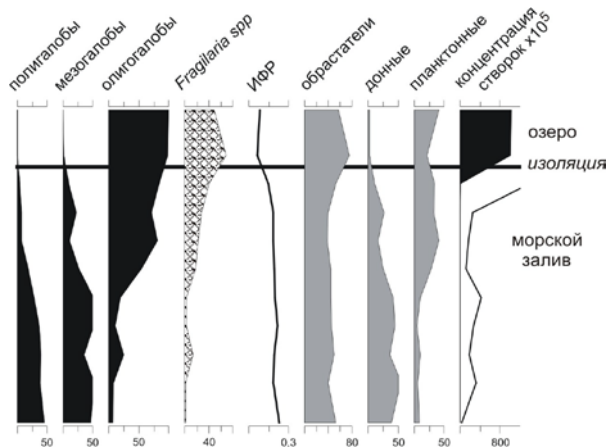 полигалобы
мезогалобы
олигогалобы
Fragilaria spp
ИФР
обрастатели
донные
планктонные
концентрация
створок x10⁵
озеро
изоляция
морской
залив
50 50 50 40 0,3 80 50 50 800